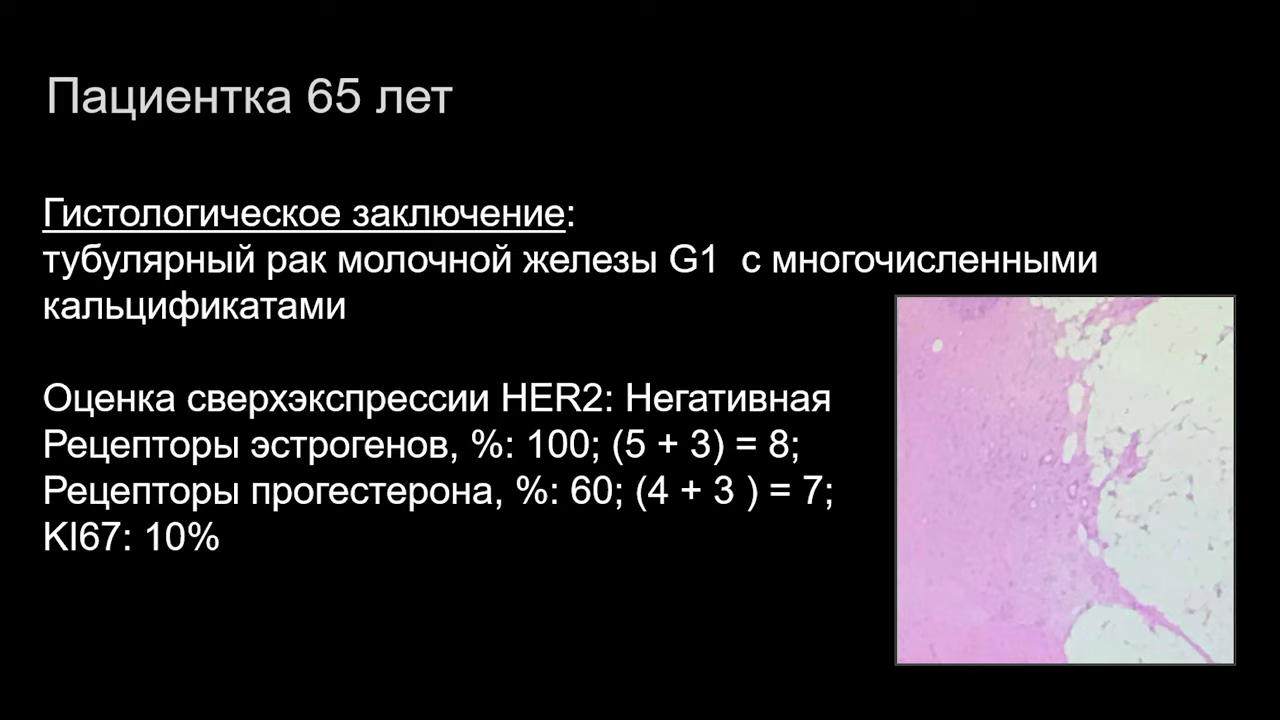 Пациентка 65 лет
Гистологическое заключение:
тубулярный рак молочной железы G1 с многочисленными
кальцификатами
Оценка сверхэкспрессии HER2: Негативная
Рецепторы эстрогенов, %: 100; (5 + 3) = 8;
Рецепторы прогестерона, %: 60; (4 + 3 ) = 7;
KI67: 10%